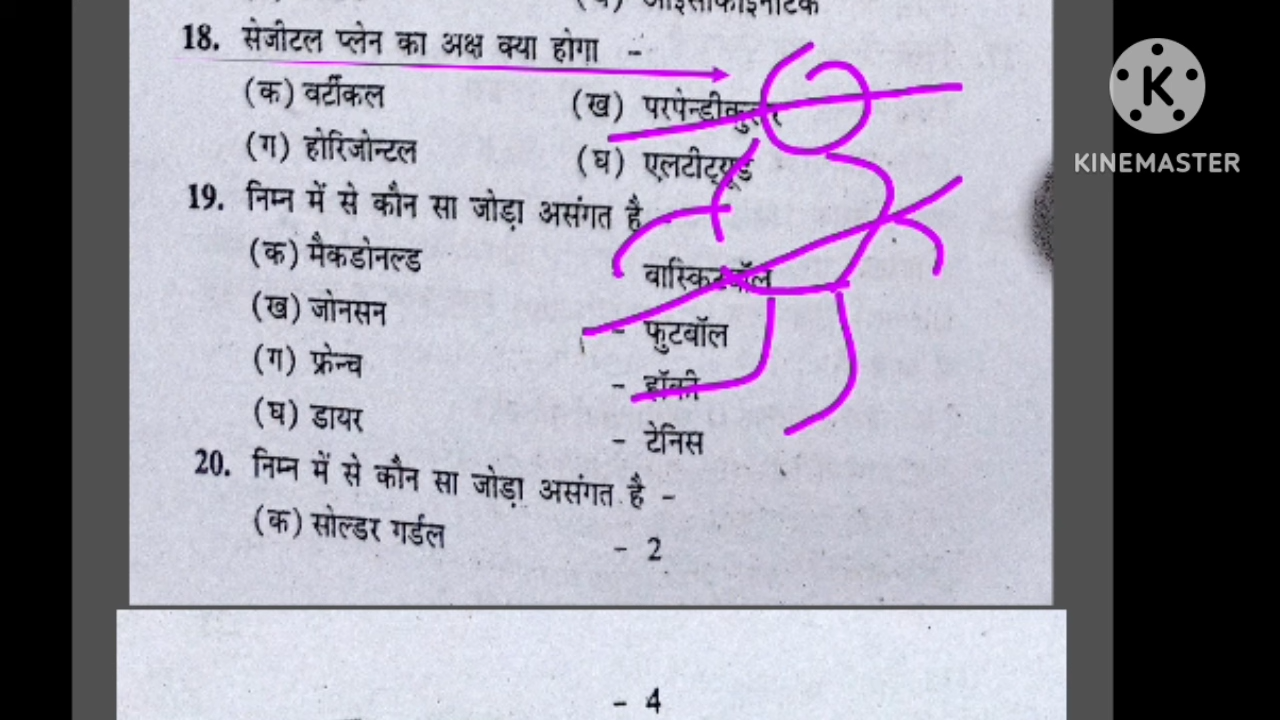 18. सेजीटल प्लेन का अक्ष क्या होगा -
(क) वर्टीकल (ख) परपेन्डीकुलर
(ग) होरिजोन्टल (घ) एलटीट्यूड
19. निम्न में से कौन सा जोड़ा असंगत है -
(क) मैकडोनल्ड वास्किटबॉल
(ख) जोनसन - फुटबॉल
(ग) फ्रेन्च - हॉकी
(घ) डायर - टेनिस
20. निम्न में से कौन सा जोड़ा असंगत है -
(क) सोल्डर गर्डल - 2
- 4
K
KINEMASTER